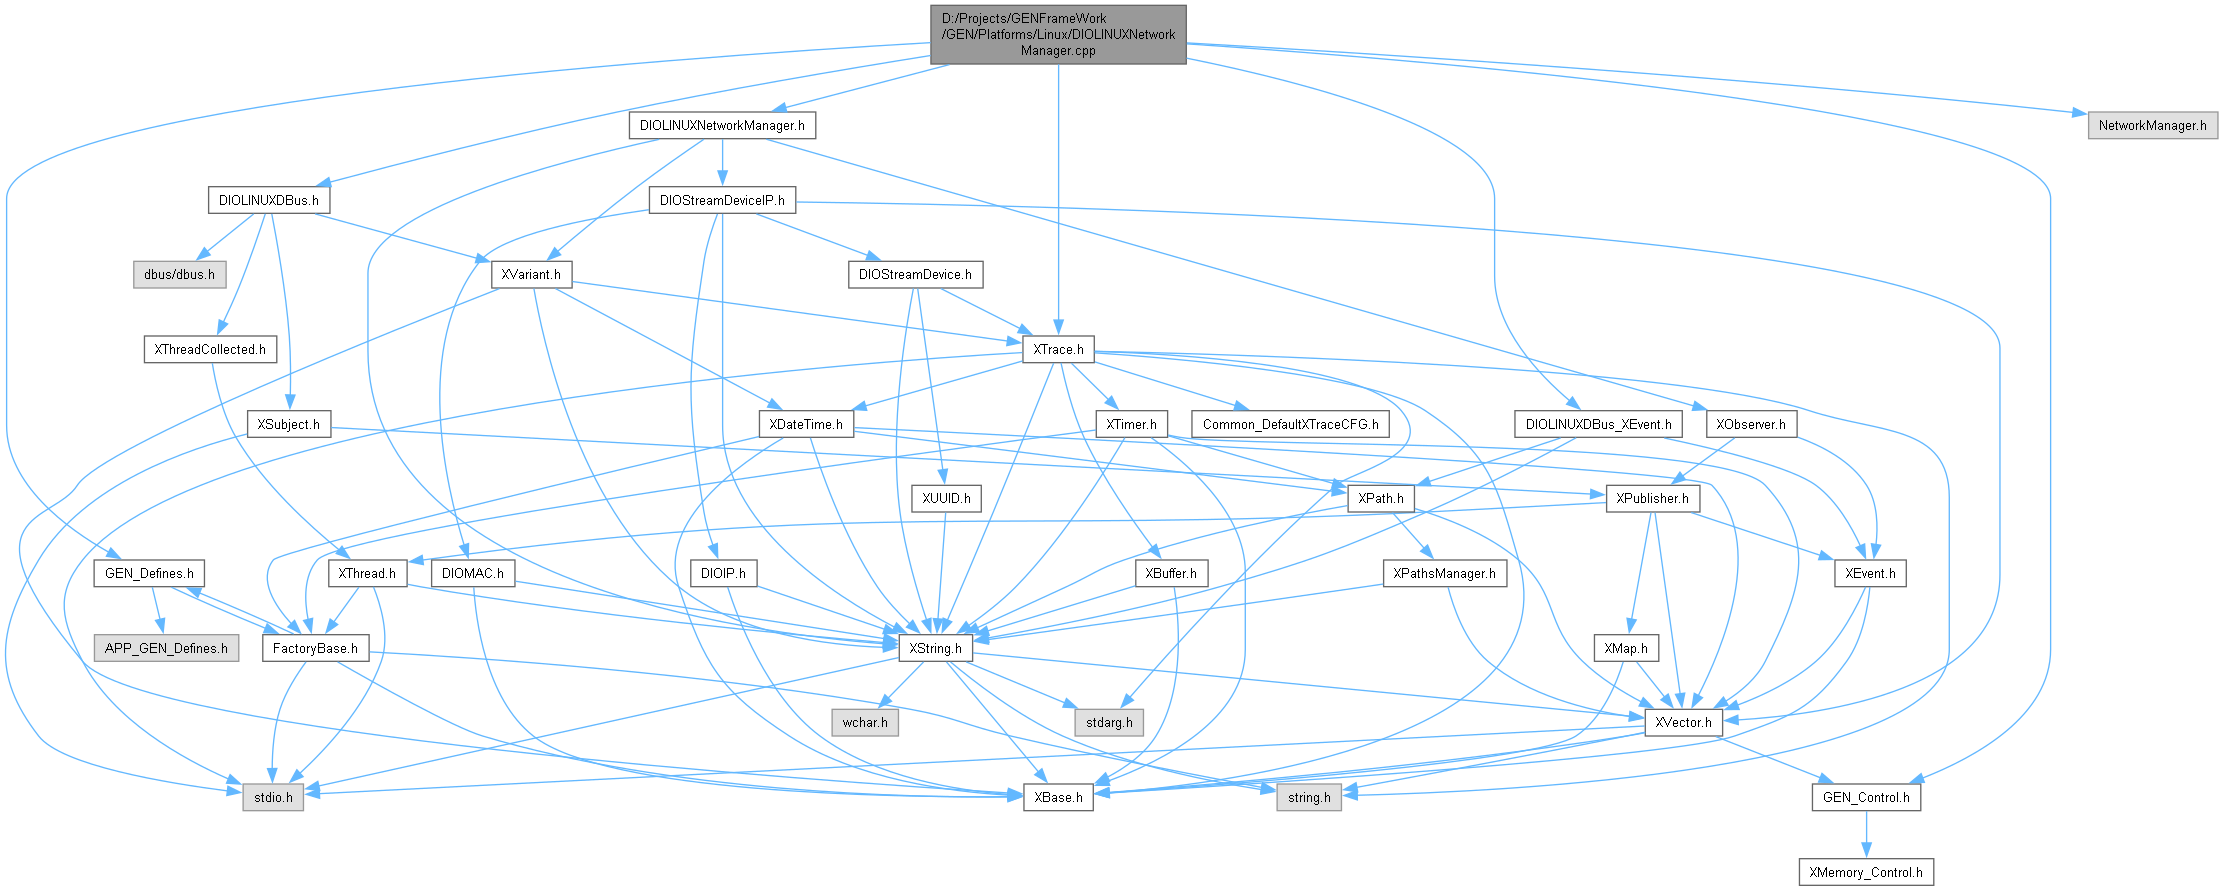 D:/Projects/GENFrameWork
/GEN/Platforms/Linux/DIOLINUXNetwork
Manager.cpp
DIOLINUXNetworkManager.h
NetworkManager.h
DIOLINUXDBus.h
DIOStreamDeviceIP.h
dbus/dbus.h
XVariant.h
DIOStreamDevice.h
XThreadCollected.h
XTrace.h
XSubject.h
XDateTime.h
XTimer.h
Common_DefaultXTraceCFG.h
DIOLINUXDBus_XEvent.h
XObserver.h
XUUID.h
XPath.h
XPublisher.h
GEN_Defines.h
XThread.h
DIOMAC.h
DIOIP.h
XBuffer.h
XPathsManager.h
XEvent.h
APP_GEN_Defines.h
FactoryBase.h
XString.h
XMap.h
wchar.h
stdarg.h
XVector.h
stdio.h
XBase.h
string.h
GEN_Control.h
XMemory_Control.h